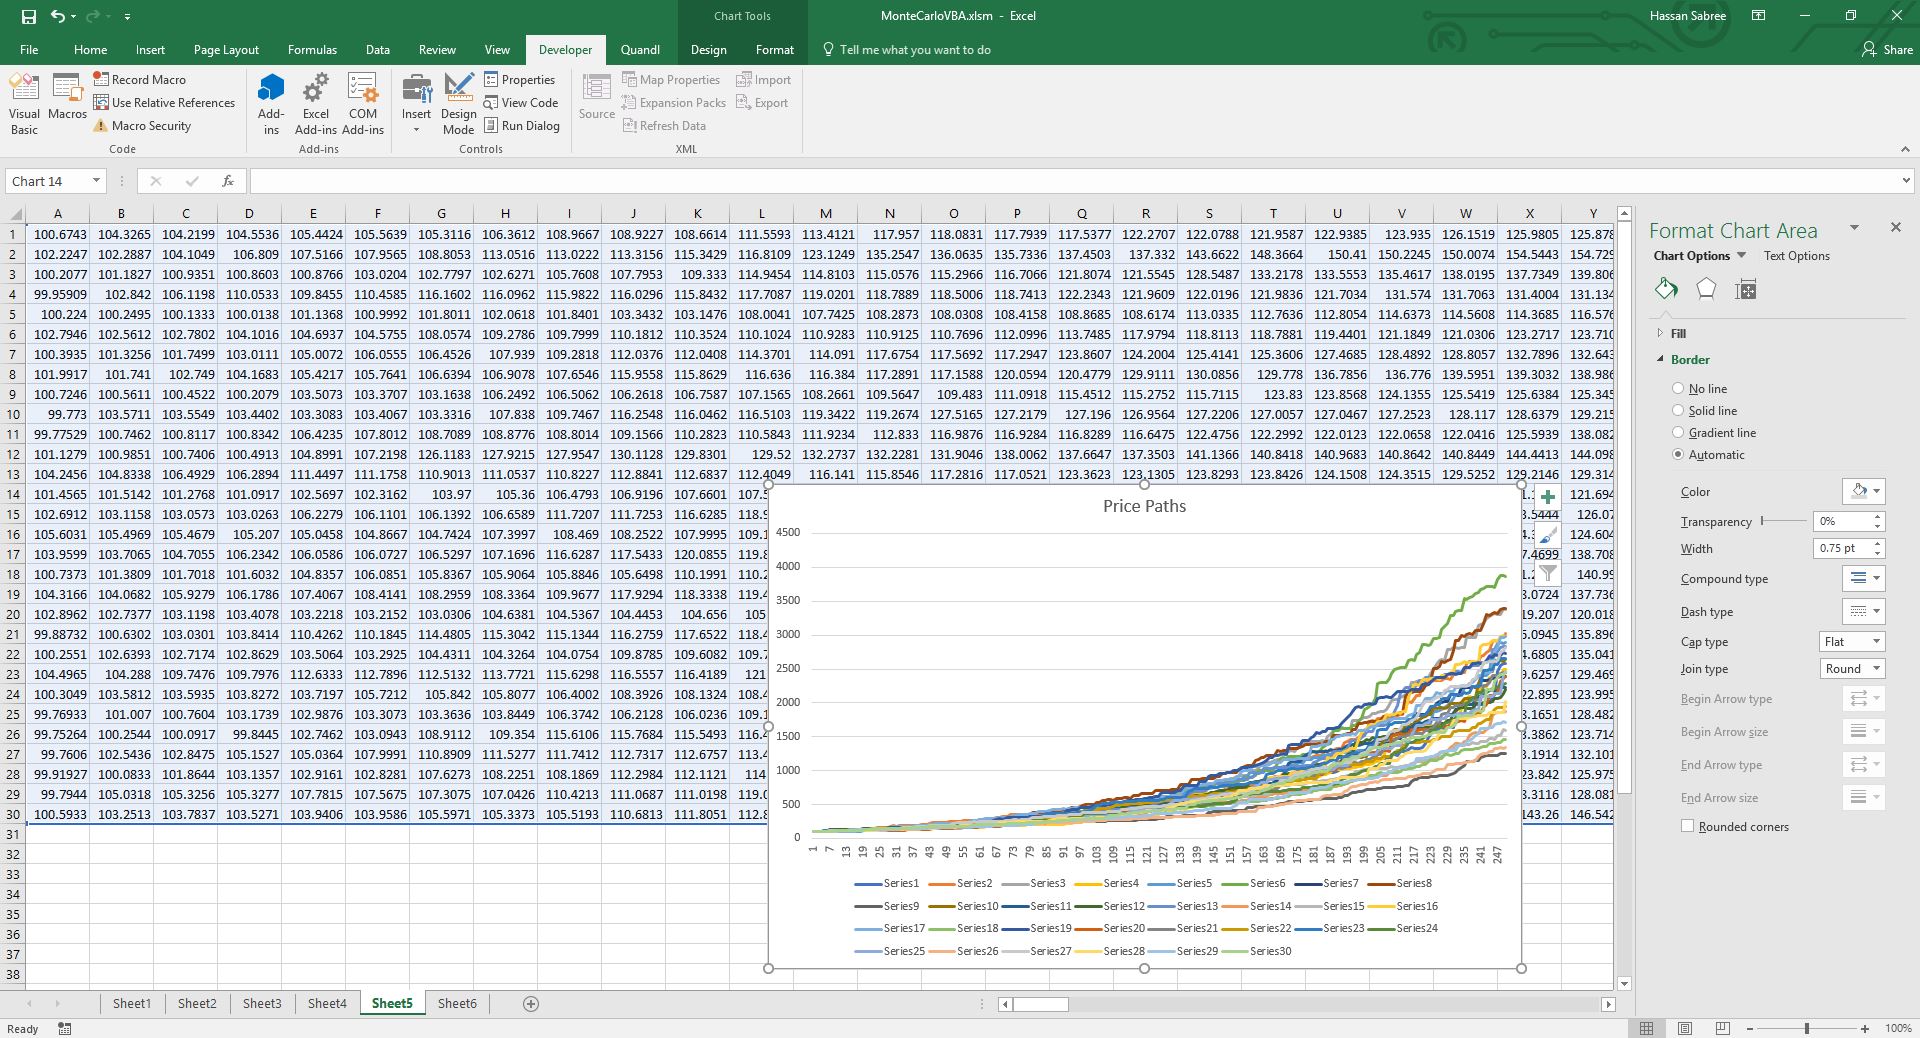 Chart Tools
MonteCarloVBA.xlsm - Excel
Hassan Sabree
File Home Insert Page Layout Formulas Data Review View Developer Quandl Design Format Tell me what you want to do Share
Visual Basic
Macros
Record Macro
Use Relative References
Macro Security
Code
Add-ins
Excel Add-ins
COM Add-ins
Add-ins
Insert
Design Mode
Properties
View Code
Run Dialog
Controls
Source
Map Properties
Expansion Packs
Refresh Data
Import
Export
XML
Chart 14
fx
A B C D E F G H I J K L M N O P Q R S T U V W X Y
1 100.6743 104.3265 104.2199 104.5536 105.4424 105.5639 105.3116 106.3612 108.9667 108.9227 108.6614 111.5593 113.4121 117.957 118.0831 117.7939 117.5377 122.2707 122.0788 121.9587 122.9385 123.935 126.1519 125.9805 125.878
2 102.2247 102.2887 104.1049 106.809 107.5166 107.9565 108.8053 113.0516 113.0222 113.3156 115.3429 116.8109 123.1249 135.2547 136.0635 135.7336 137.4503 137.332 143.6622 148.3664 150.41 150.2245 150.0074 154.5443 154.729
3 100.2077 101.1827 100.9351 100.8603 100.8766 103.0204 102.7797 102.6271 105.7608 107.7953 109.333 114.9454 114.8103 115.0576 115.2966 116.7066 121.8074 121.5545 128.5487 133.2178 133.5553 135.4617 138.0195 137.7349 139.806
4 99.95909 102.842 106.1198 110.0533 109.8455 110.4585 116.1602 116.0962 115.9822 116.0296 115.8432 117.7087 119.0201 118.7889 118.5006 118.7413 122.2343 121.9609 122.0196 121.9836 121.7034 131.574 131.7063 131.4004 131.134
5 100.224 100.2495 100.1333 100.0138 101.1368 100.9992 101.8011 102.0618 101.8401 103.3432 103.1476 108.0041 107.7425 108.2873 108.0308 108.4158 108.8685 108.6174 113.0335 112.7636 112.8054 114.6373 114.5608 114.3685 116.576
6 102.7946 102.5612 102.7802 104.1016 104.6937 104.5755 108.0574 109.2786 109.7999 110.1812 110.3524 110.1024 110.9283 110.9125 110.7696 112.0996 113.7485 117.9794 118.8113 118.7881 119.4401 121.1849 121.0306 123.2717 123.710
7 100.3935 101.3256 101.7499 103.0111 105.0072 106.0555 106.4526 107.939 109.2818 112.0376 112.0408 114.3701 114.091 117.6754 117.5692 117.2947 123.8607 124.2004 125.4141 125.3606 127.4685 128.4892 128.8057 132.7896 132.643
8 101.9917 101.741 102.749 104.1683 105.4217 105.7641 106.6394 106.9078 107.6546 115.9558 115.8629 116.636 116.384 117.2891 117.1588 120.0594 120.4779 129.9111 130.0856 129.778 136.7856 136.776 139.5951 139.3032 138.986
9 100.7246 100.5611 100.4522 100.2079 103.5073 103.3707 103.1638 106.2492 106.5062 106.2618 106.7587 107.1565 108.2661 109.5647 109.483 111.0918 115.4512 115.2752 115.7115 123.83 123.8568 124.1355 125.5419 125.6384 125.345
10 99.773 103.5711 103.5549 103.4402 103.3083 103.4067 103.3316 107.838 109.7467 116.2548 116.0462 116.5103 119.3422 119.2674 127.5165 127.2179 127.196 126.9564 127.2206 127.0057 127.0467 127.2523 128.117 128.6379 129.215
11 99.77529 100.7462 100.8117 100.8342 106.4235 107.8012 108.7089 108.8776 108.8014 109.1566 110.2823 110.5843 111.9234 112.833 116.9876 116.9284 116.8289 116.6475 122.4756 122.2992 122.0123 122.0658 122.0416 125.5939 138.082
12 101.1279 100.9851 100.7406 100.4913 104.8991 107.2198 126.1183 127.9215 127.9547 130.1128 129.8301 129.52 132.2737 132.2281 131.9046 138.0062 137.6647 137.3503 141.1366 140.8418 140.9683 140.8642 140.8449 144.4413 144.098
13 104.2456 104.8338 106.4929 106.2894 111.4497 111.1758 110.9013 111.0537 110.8227 112.8841 112.6837 112.4049 116.141 115.8546 117.2816 117.0521 123.3623 123.1305 123.8293 123.8426 124.1508 124.3515 129.5252 129.2146 129.314
14 101.4565 101.5142 101.2768 101.0917 102.5697 102.3162 103.97 105.36 106.4793 106.9196 107.6601 107.5 121.694
15 102.6912 103.1158 103.0573 103.0263 106.2279 106.1101 106.1392 106.6589 111.7207 111.7253 116.6285 118.9 3.5444 126.07
16 105.6031 105.4969 105.4679 105.207 105.0458 104.8667 104.7424 107.3997 108.469 108.2522 107.9995 109.1 124.604
17 103.9599 103.7065 104.7055 106.2342 106.0586 106.0727 106.5297 107.1696 116.6287 117.5433 120.0855 119.8 7.4699 138.708
18 100.7373 101.3809 101.7018 101.6032 104.8357 106.0851 105.8367 105.9064 105.8846 105.6498 110.1991 110.2 140.99
19 104.3166 104.0682 105.9279 106.1786 107.4067 108.4141 108.2959 108.3364 109.9677 117.9294 118.3338 119.4 3.0724 137.736
20 102.8962 102.7377 103.1198 103.4078 103.2218 103.2152 103.0306 104.6381 104.5367 104.4453 104.656 105 19.207 120.018
21 99.88732 100.6302 103.0301 103.8414 110.4262 110.1845 114.4805 115.3042 115.1344 116.2759 117.6522 118.4 5.0945 135.896
22 100.2551 102.6393 102.7174 102.8629 103.5064 103.2925 104.4311 104.3264 104.0754 109.8785 109.6082 109.7 4.6805 135.041
23 104.4965 104.288 109.7476 109.7976 112.6333 112.7896 112.5132 113.7721 115.6298 116.5557 116.4189 121 9.6257 129.469
24 100.3049 103.5812 103.5935 103.8272 103.7197 105.7212 105.842 105.8077 106.4002 108.3926 108.1324 108.4 22.895 123.995
25 99.76933 101.007 100.7604 103.1739 102.9876 103.3073 103.3636 103.8449 106.3742 106.2128 106.0236 109.1 3.1651 128.482
26 99.75264 100.2544 100.0917 99.8445 102.7462 103.0943 108.9112 109.354 115.6106 115.7684 115.5493 116.4 3.3862 123.714
27 99.7606 102.5436 102.8475 105.1527 105.0364 107.9991 110.8909 111.5277 111.7412 112.7317 112.6757 113.4 3.1914 132.101
28 99.91927 100.0833 101.8644 103.1357 102.9161 102.8281 107.6273 108.2251 108.1869 112.2984 112.1121 114 23.842 125.975
29 99.7944 105.0318 105.3256 105.3277 107.7815 107.5675 107.3075 107.0426 110.4213 111.0687 111.0198 119.0 3.3116 128.081
30 100.5933 103.2513 103.7837 103.5271 103.9406 103.9586 105.5971 105.3373 105.5193 110.6813 111.8051 112.8 143.26 146.542
31
32
33
34
35
36
37
38
Price Paths
4500
4000
3500
3000
2500
2000
1500
1000
500
0
1 7 13 19 25 31 37 43 49 55 61 67 73 79 85 91 97 103 109 115 121 127 133 139 145 151 157 163 169 175 181 187 193 199 205 211 217 223 229 235 241 247
Series1 Series2 Series3 Series4 Series5 Series6 Series7 Series8
Series9 Series10 Series11 Series12 Series13 Series14 Series15 Series16
Series17 Series18 Series19 Series20 Series21 Series22 Series23 Series24
Series25 Series26 Series27 Series28 Series29 Series30
Format Chart Area
Chart Options Text Options
Fill
Border
No line
Solid line
Gradient line
Automatic
Color
Transparency 0%
Width 0.75 pt
Compound type
Dash type
Cap type Flat
Join type Round
Begin Arrow type
Begin Arrow size
End Arrow type
End Arrow size
Rounded corners
Sheet1 Sheet2 Sheet3 Sheet4 Sheet5 Sheet6
Ready
100%